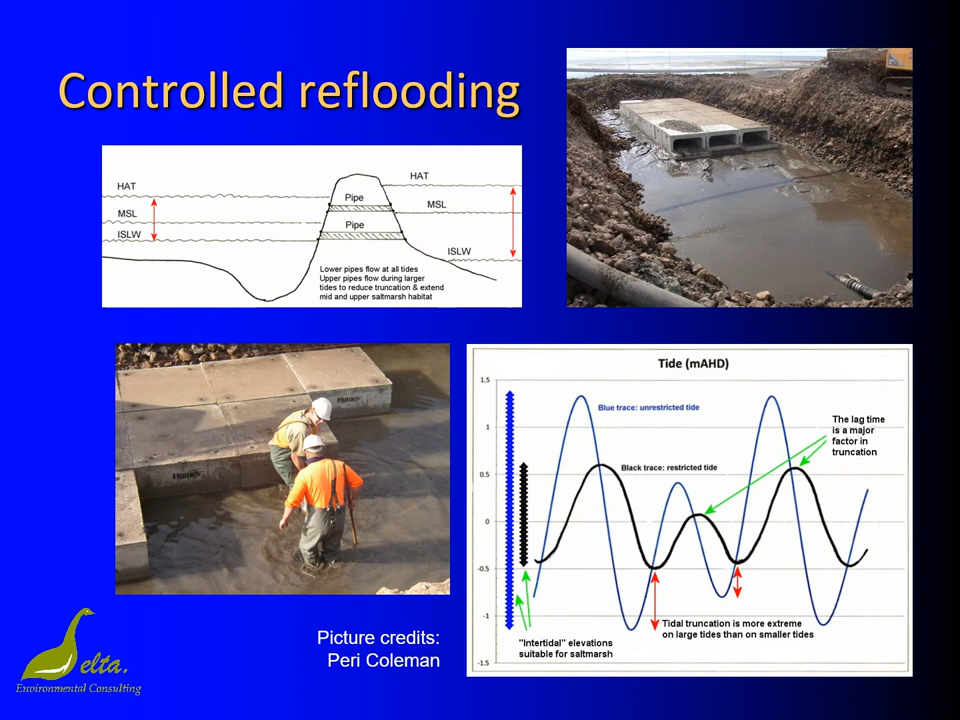 Controlled reflooding
HAT
MSL
ISLW
Pipe
Pipe
HAT
MSL
ISLW
Lower pipes flow at all tides
Upper pipes flow during larger
tides to reduce truncation & extend
mid and upper saltmarsh habitat
Humes
Humes
Tide (mAHD)
1.5
1
0.5
0
-0.5
-1
-1.5
Blue trace: unrestricted tide
Black trace: restricted tide
The lag time
is a major
factor in
truncation
Tidal truncation is more extreme
on large tides than on smaller tides
"Intertidal" elevations
suitable for saltmarsh
Picture credits:
Peri Coleman
elta.
Environmental Consulting